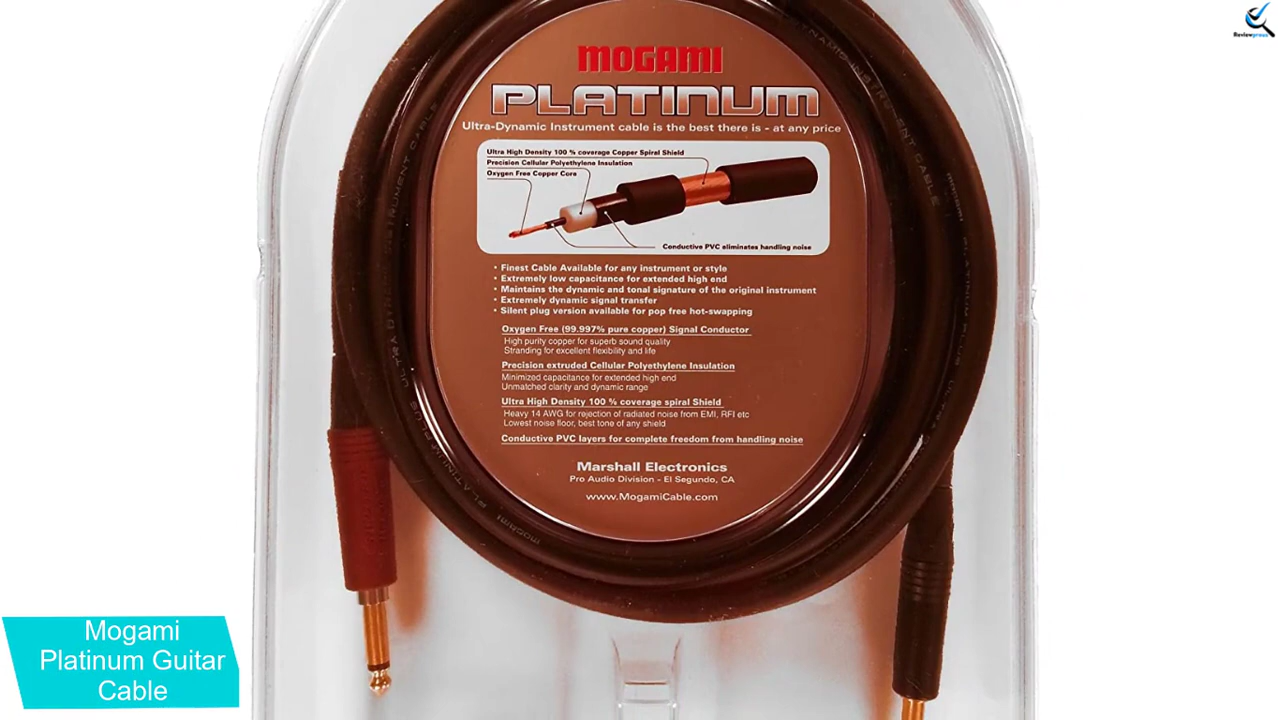 Reviewgrous
MOGAMI
PLATINUM
Ultra-Dynamic Instrument cable is the best there is - at any price
Ultra High Density 100 % coverage Copper Spiral Shield
Precision Cellular Polyethylene Insulation
Oxygen Free Copper Core
Conductive PVC eliminates handling noise
• Finest Cable Available for any instrument or style
• Extremely low capacitance for extended high end
• Maintains the dynamic and tonal signature of the original instrument
• Extremely dynamic signal transfer
• Silent plug version available for pop free hot-swapping
Oxygen Free (99.997% pure copper) Signal Conductor
High purity copper for superb sound quality
Stranding for excellent flexibility and life
Precision extruded Cellular Polyethylene Insulation
Minimized capacitance for extended high end
Unmatched clarity and dynamic range
Ultra High Density 100 % coverage spiral Shield
Heavy 14 AWG for rejection of radiated noise from EMI, RFI etc
Lowest noise floor, best tone of any shield
Conductive PVC layers for complete freedom from handling noise
Marshall Electronics
Pro Audio Division - El Segundo, CA
www.MogamiCable.com
mogami PLATINUM PLUS ULTRA DYNAMIC INSTRUMENT CABLE
Mogami
Platinum Guitar
Cable